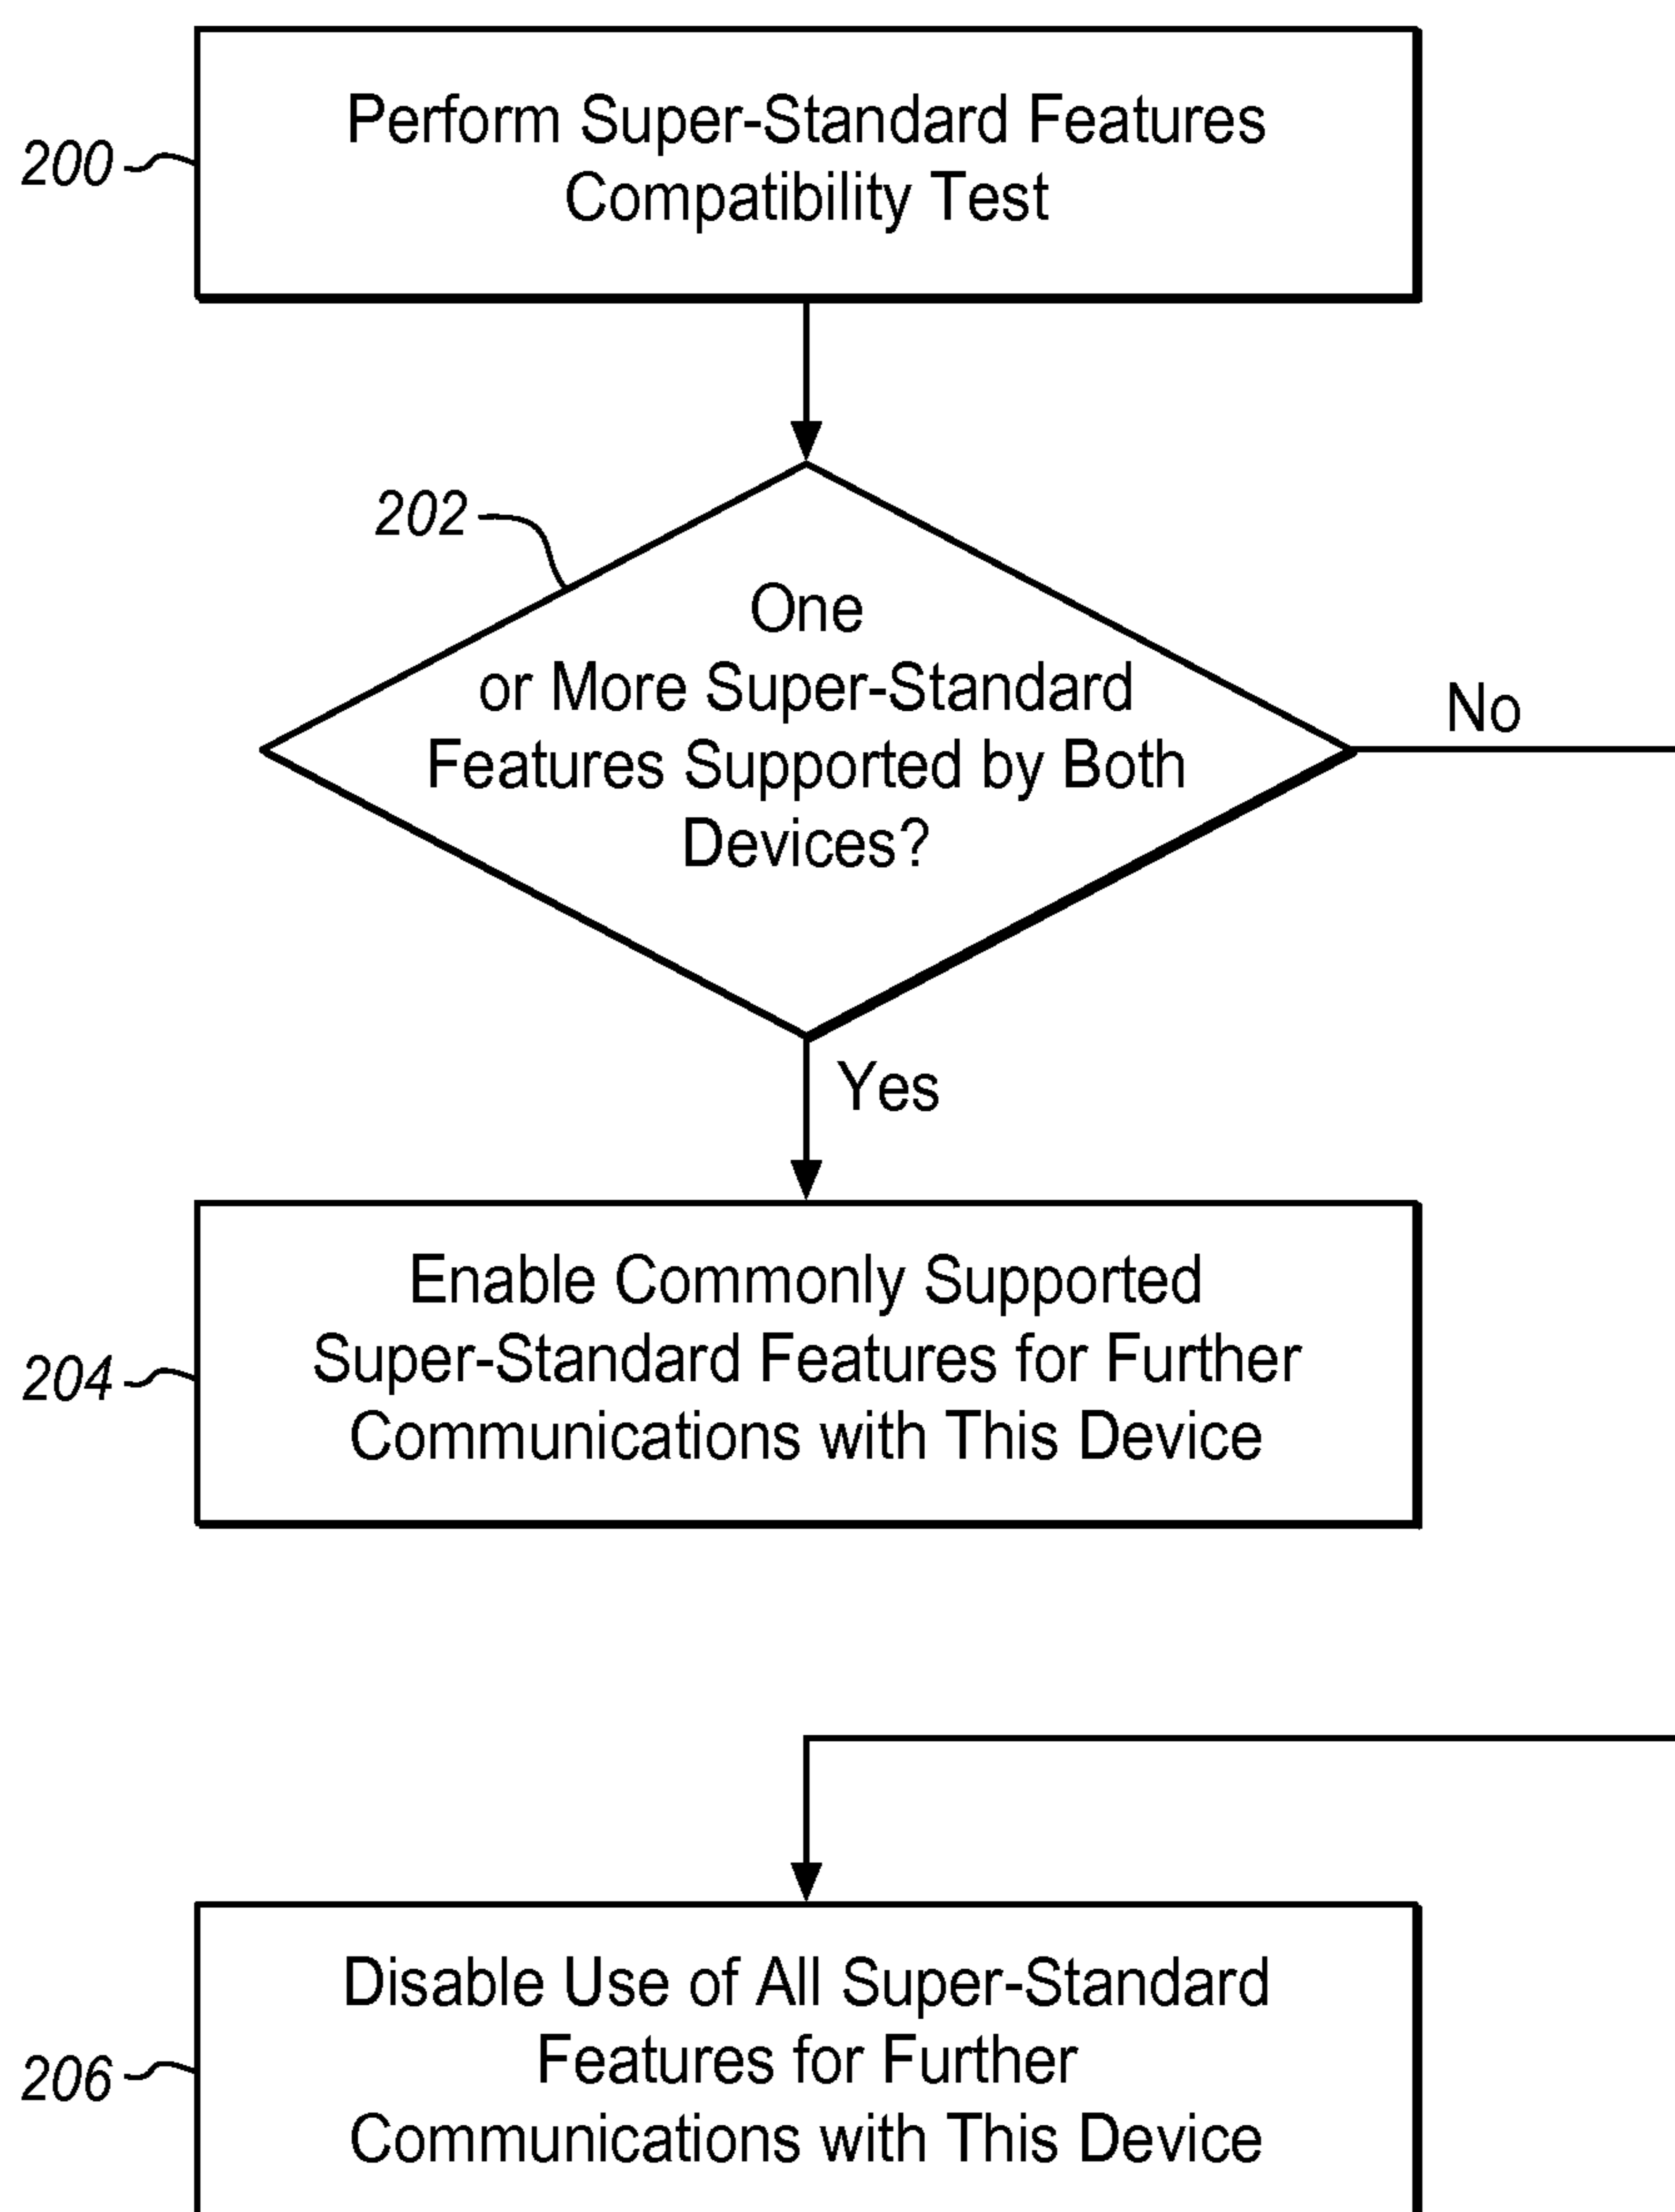 200
Perform Super-Standard Features
Compatibility Test
202
One
or More Super-Standard
Features Supported by Both
Devices?
No
Yes
204
Enable Commonly Supported
Super-Standard Features for Further
Communications with This Device
206
Disable Use of All Super-Standard
Features for Further
Communications with This Device